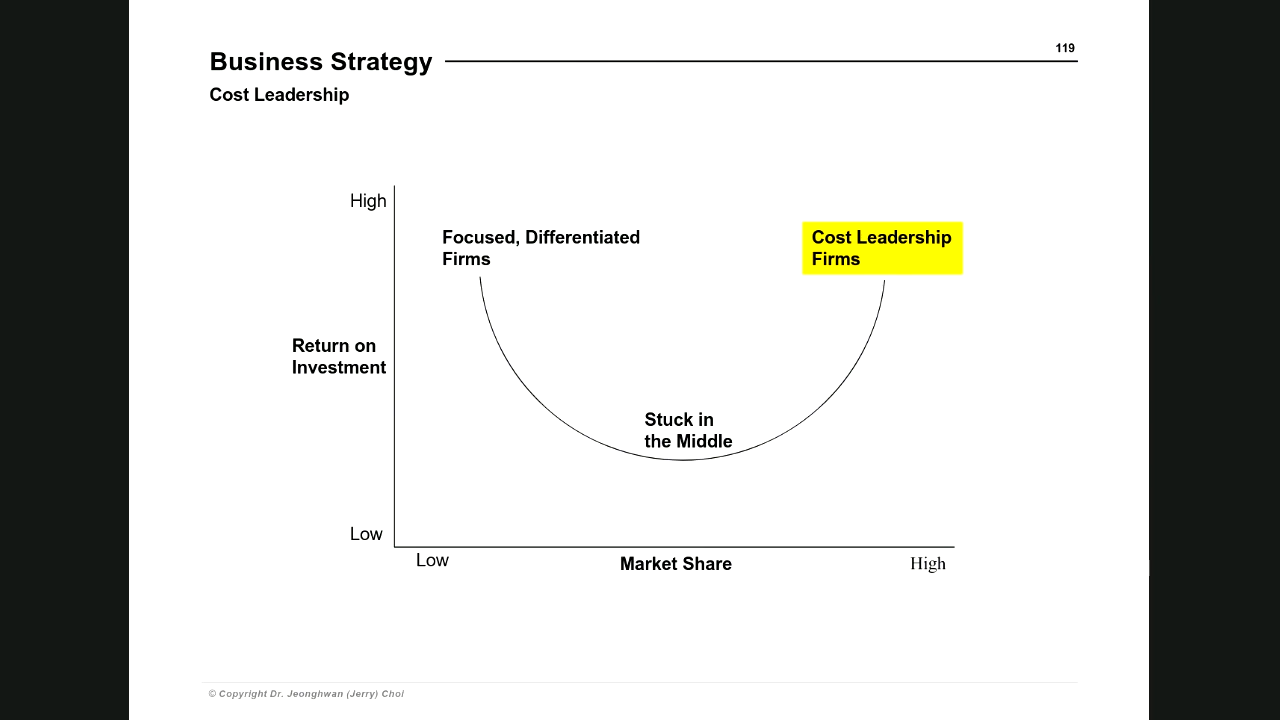 119
Business Strategy
Cost Leadership
High
Focused, Differentiated
Firms
Cost Leadership
Firms
Return on
Investment
Stuck in
the Middle
Low
Low
Market Share
High
© Copyright Dr. Jeonghwan (Jerry) Choi